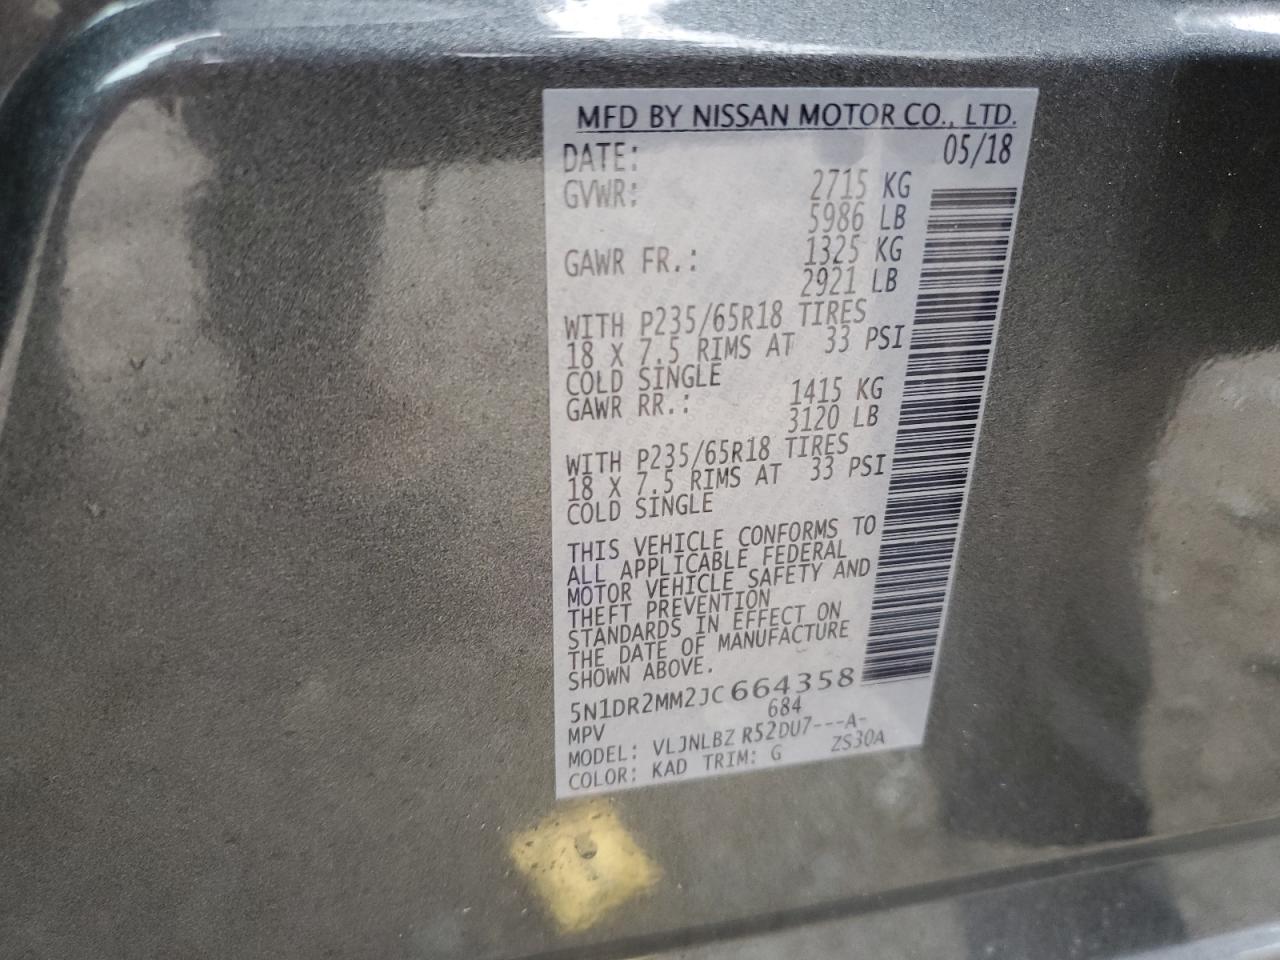 MFD BY NISSAN MOTOR CO., LTD.
DATE: 05/18
GVWR: 2715 KG
5986 LB
GAWR FR.: 1325 KG
2921 LB
WITH P235/65R18 TIRES
18 X 7.5 RIMS AT 33 PSI
COLD SINGLE
GAWR RR.: 1415 KG
3120 LB
WITH P235/65R18 TIRES
18 X 7.5 RIMS AT 33 PSI
COLD SINGLE
THIS VEHICLE CONFORMS TO
ALL APPLICABLE FEDERAL
MOTOR VEHICLE SAFETY AND
THEFT PREVENTION
STANDARDS IN EFFECT ON
THE DATE OF MANUFACTURE
SHOWN ABOVE.
5N1DR2MM2JC664358
MPV 684
MODEL: VLJNLBZ R52DU7---A-
COLOR: KAD TRIM: G ZS30A